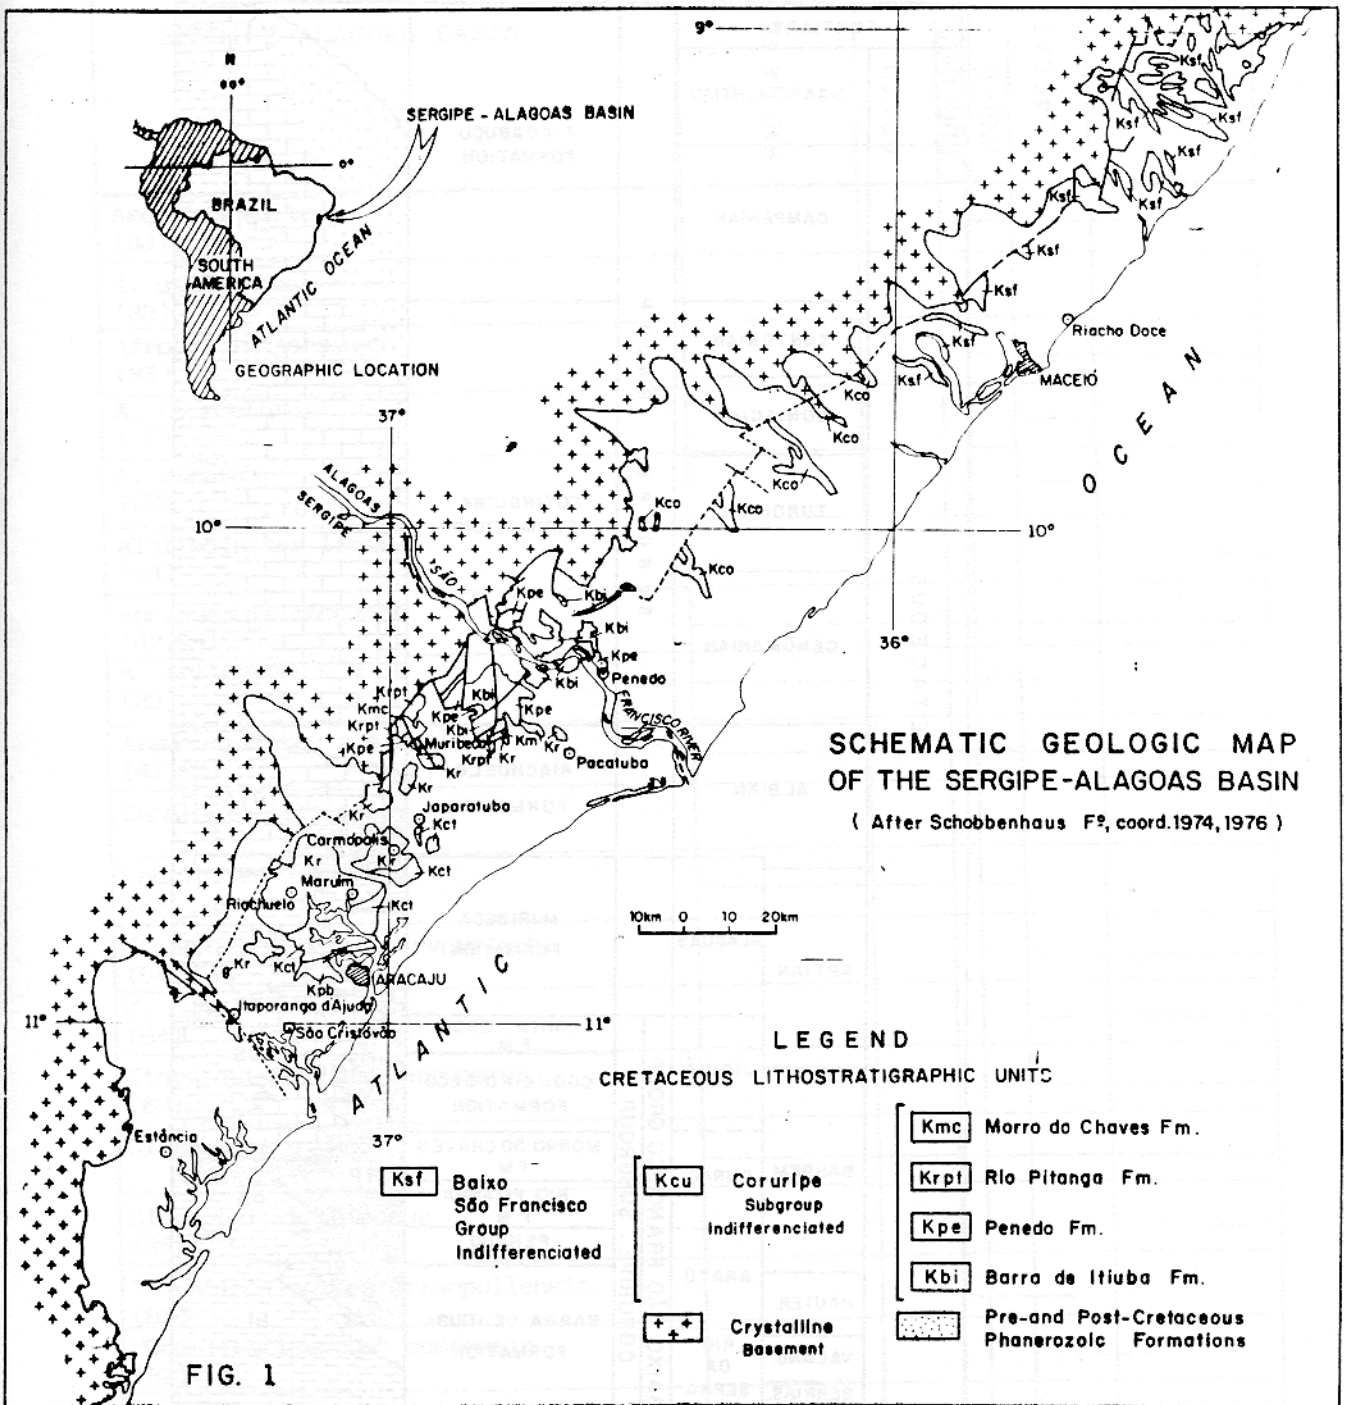 9°
N
00°
SERGIPE - ALAGOAS BASIN
0°
BRAZIL
SOUTH
AMERICA
ATLANTIC OCEAN
GEOGRAPHIC LOCATION
Ksf
Ksf
Ksf
Ksf
Ksf
Ksf
Ksf
Ksf
Ksf
Ksf
Riacho Doce
MACEIÓ
Kco
Kco
Kco
Kco
Kco
Kco
37°
ALAGOAS
SERGIPE
10°
10°
36°
SÃO
FRANCISCO RIVER
Kpe
Kbi
Kbi
Kpe
Penedo
Kbi
Krpt
Kmc
Krpt
Kpe
Kbi
Kpe
Kbi
Kpe
Muribeca
Km
Kr
Krpt
Kr
Pacatuba
Kr
Kr
Kr
Japaratuba
Kct
Carmópolis
Kr
Kr
Kct
Maruim
Riachuelo
Kct
Kr
Kct
Kpb
ARACAJU
Itaporanga d'Ajuda
São Cristóvão
11°
11°
37°
Estância
ATLANTIC
OCEAN
SCHEMATIC GEOLOGIC MAP
OF THE SERGIPE-ALAGOAS BASIN
( After Schobbenhaus Fº, coord.1974, 1976 )
10km 0 10 20km
LEGEND
CRETACEOUS LITHOSTRATIGRAPHIC UNITS
Ksf Baixo
São Francisco
Group
Indifferenciated
Kcu Coruripe
Subgroup
Indifferenciated
Crystalline
Basement
Kmc Morro do Chaves Fm.
Krpt Rio Pitanga Fm.
Kpe Penedo Fm.
Kbi Barra de Itiuba Fm.
Pre-and Post-Cretaceous
Phanerozoic Formations
FIG. 1